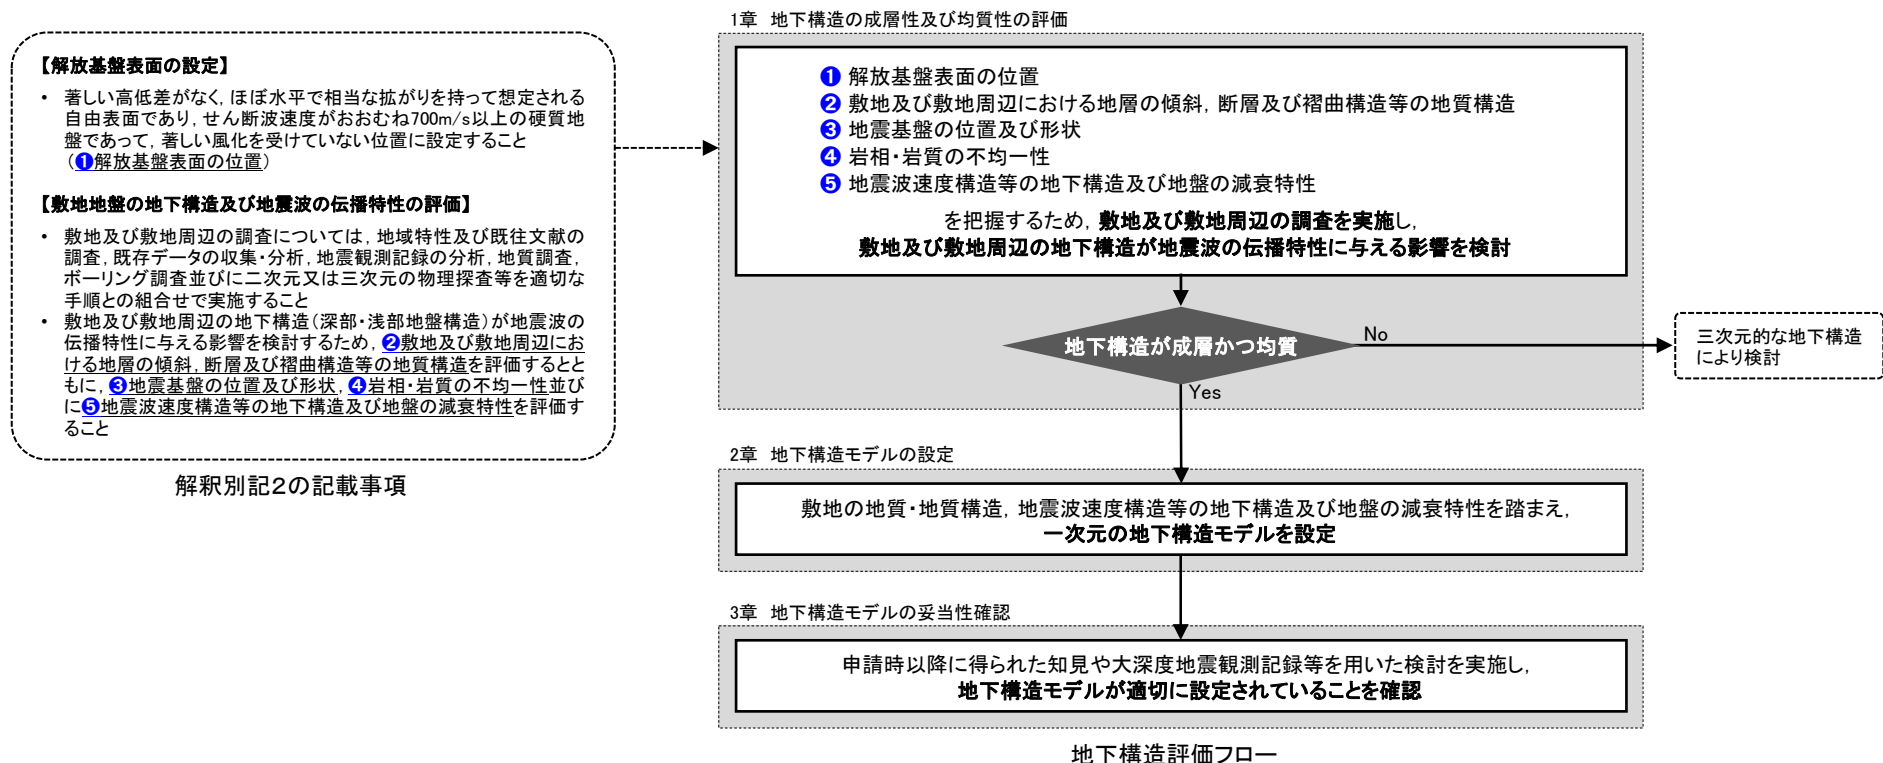 【解放基盤表面の設定】
• 著しい高低差がなく，ほぼ水平で相当な拡がりを持って想定される
自由表面であり，せん断波速度がおおむね700m/s以上の硬質地
盤であって，著しい風化を受けていない位置に設定すること
（❶解放基盤表面の位置）
【敷地地盤の地下構造及び地震波の伝播特性の評価】
• 敷地及び敷地周辺の調査については，地域特性及び既往文献の
調査，既存データの収集・分析，地震観測記録の分析，地質調査，
ボーリング調査並びに二次元又は三次元の物理探査等を適切な
手順との組合せで実施すること
• 敷地及び敷地周辺の地下構造（深部・浅部地盤構造）が地震波の
伝播特性に与える影響を検討するため，❷敷地及び敷地周辺にお
ける地層の傾斜，断層及び褶曲構造等の地質構造を評価するとと
もに，❸地震基盤の位置及び形状，❹岩相・岩質の不均一性並び
に❺地震波速度構造等の地下構造及び地盤の減衰特性を評価す
ること
解釈別記２の記載事項
1章 地下構造の成層性及び均質性の評価
❶ 解放基盤表面の位置
❷ 敷地及び敷地周辺における地層の傾斜，断層及び褶曲構造等の地質構造
❸ 地震基盤の位置及び形状
❹ 岩相・岩質の不均一性
❺ 地震波速度構造等の地下構造及び地盤の減衰特性
を把握するため，敷地及び敷地周辺の調査を実施し，
敷地及び敷地周辺の地下構造が地震波の伝播特性に与える影響を検討
地下構造が成層かつ均質
No
三次元的な地下構造
により検討
Yes
2章 地下構造モデルの設定
敷地の地質・地質構造，地震波速度構造等の地下構造及び地盤の減衰特性を踏まえ，
一次元の地下構造モデルを設定
3章 地下構造モデルの妥当性確認
申請時以降に得られた知見や大深度地震観測記録等を用いた検討を実施し，
地下構造モデルが適切に設定されていることを確認
地下構造評価フロー